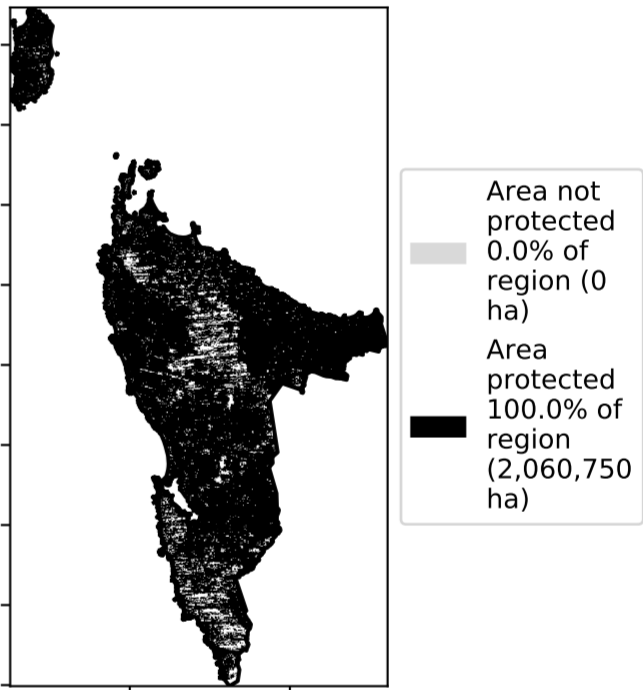 Area not
protected
0.0% of
region (0
ha)
Area
protected
100.0% of
region
(2,060,750
ha)